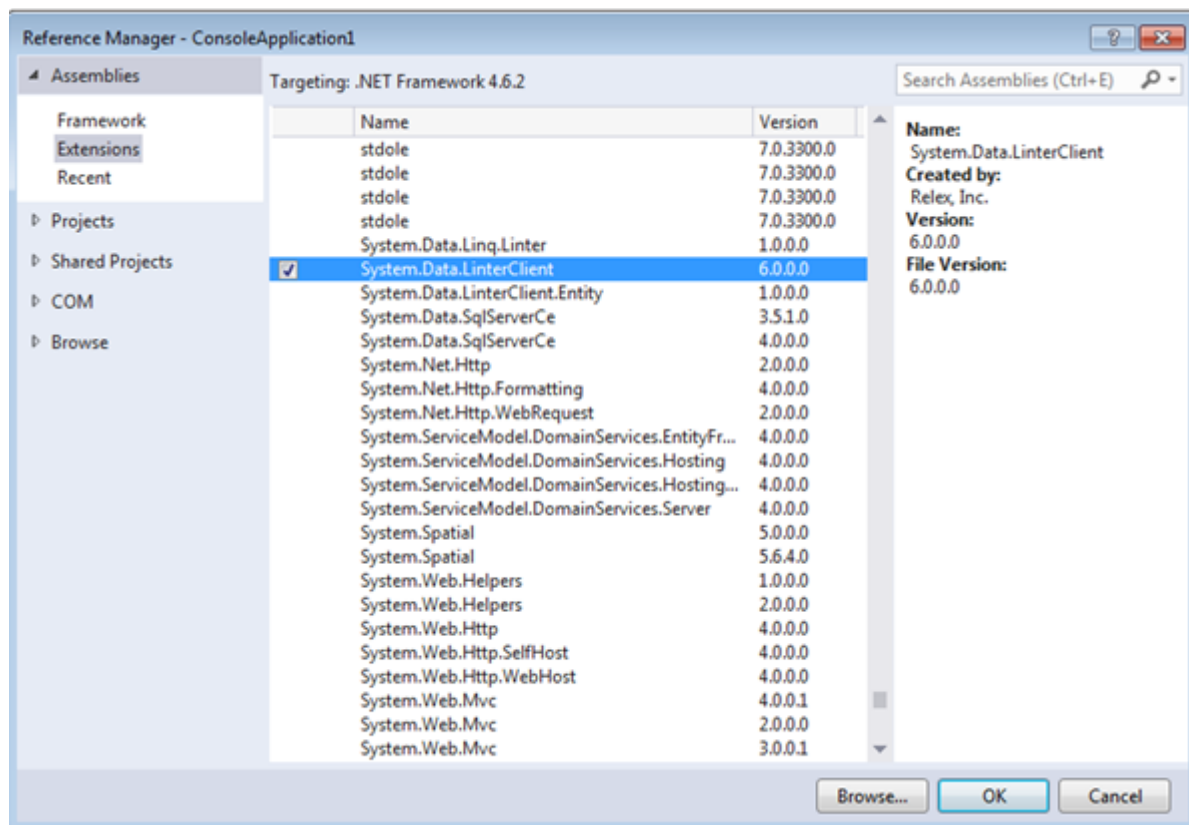 Reference Manager - ConsoleApplication1
Assemblies
Framework
Extensions
Recent
Projects
Shared Projects
COM
Browse
Targeting: .NET Framework 4.6.2
Search Assemblies (Ctrl+E)
Name Version
stdole 7.0.3300.0
stdole 7.0.3300.0
stdole 7.0.3300.0
stdole 7.0.3300.0
System.Data.Linq.Linter 1.0.0.0
System.Data.LinterClient 6.0.0.0
System.Data.LinterClient.Entity 1.0.0.0
System.Data.SqlServerCe 3.5.1.0
System.Data.SqlServerCe 4.0.0.0
System.Net.Http 2.0.0.0
System.Net.Http.Formatting 4.0.0.0
System.Net.Http.WebRequest 2.0.0.0
System.ServiceModel.DomainServices.EntityFr... 4.0.0.0
System.ServiceModel.DomainServices.Hosting 4.0.0.0
System.ServiceModel.DomainServices.Hosting... 4.0.0.0
System.ServiceModel.DomainServices.Server 4.0.0.0
System.Spatial 5.0.0.0
System.Spatial 5.6.4.0
System.Web.Helpers 1.0.0.0
System.Web.Helpers 2.0.0.0
System.Web.Http 4.0.0.0
System.Web.Http.SelfHost 4.0.0.0
System.Web.Http.WebHost 4.0.0.0
System.Web.Mvc 4.0.0.1
System.Web.Mvc 2.0.0.0
System.Web.Mvc 3.0.0.1
Name:
System.Data.LinterClient
Created by:
Relex, Inc.
Version:
6.0.0.0
File Version:
6.0.0.0
Browse... OK Cancel